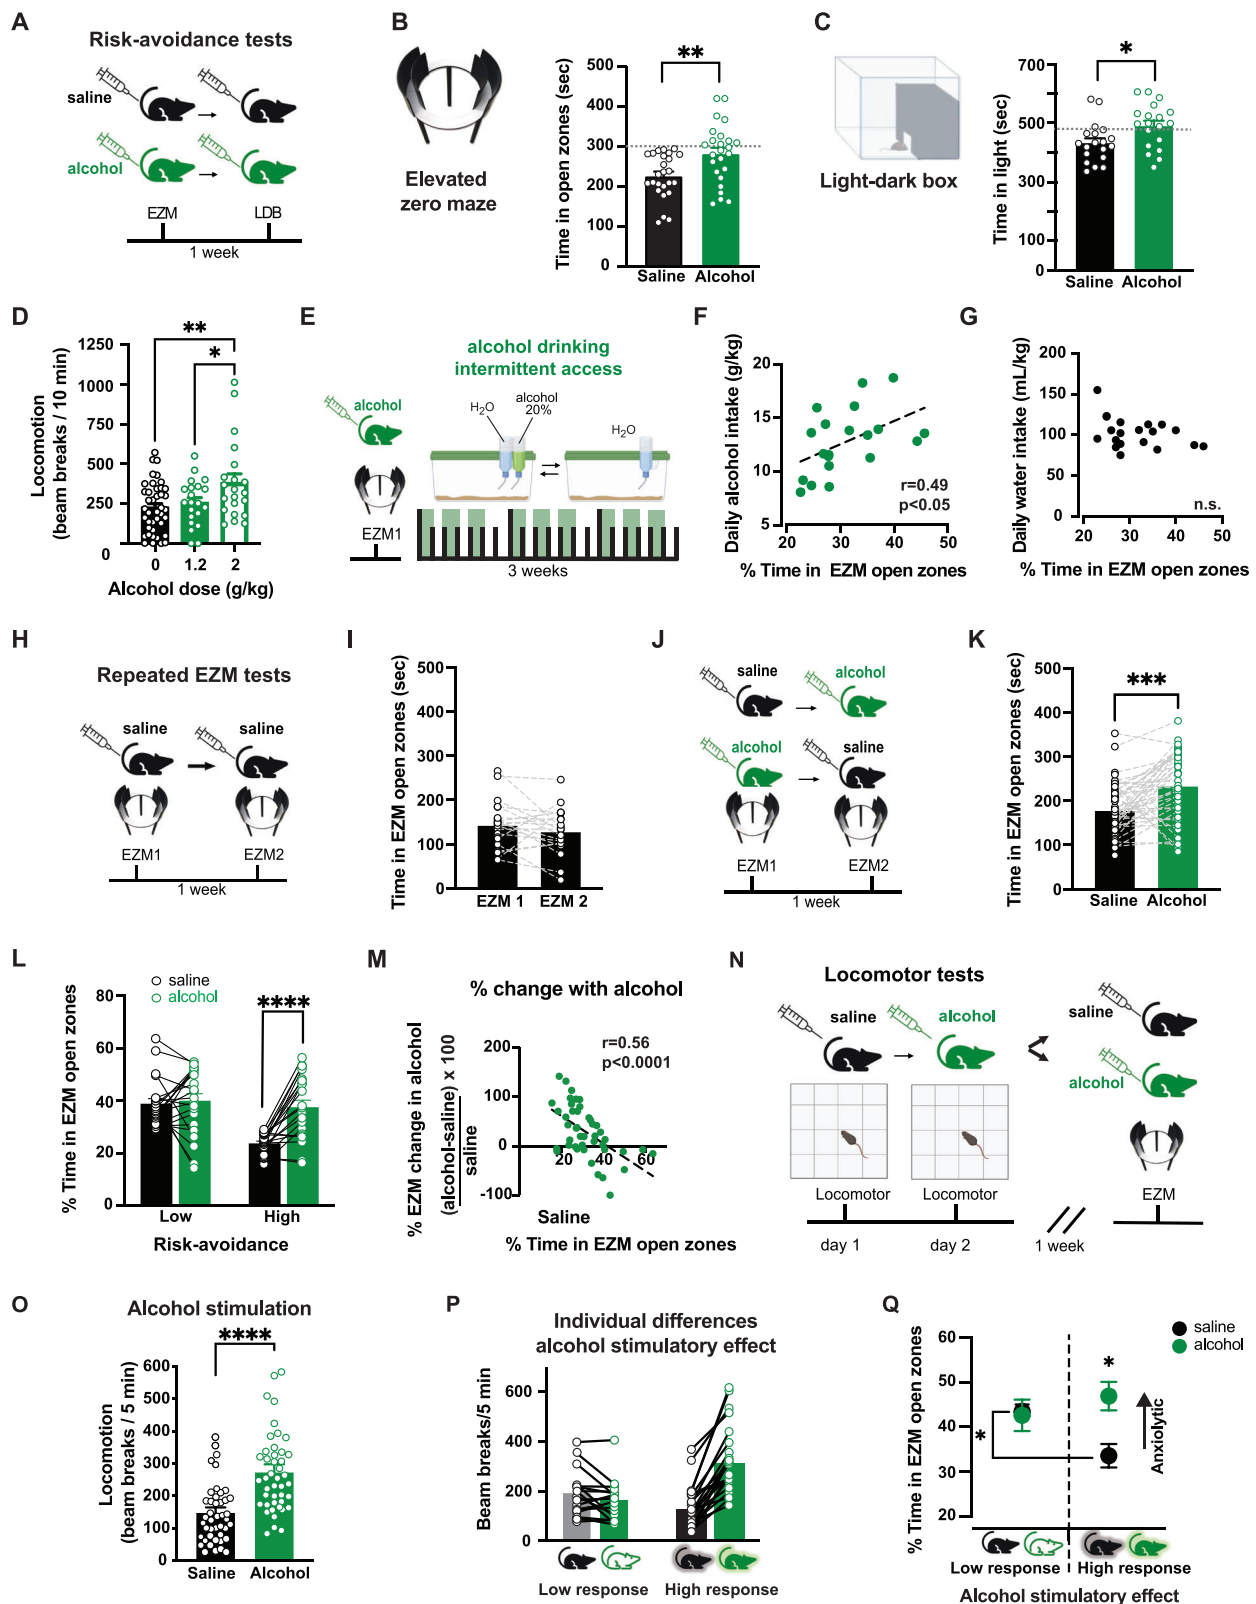 A
Risk-avoidance tests
saline
alcohol
EZM
LDB
1 week
B
Elevated
zero maze
Time in open zones (sec)
500
400
300
200
100
0
**
Saline
Alcohol
C
Light-dark box
Time in light (sec)
700
500
300
100
0
*
Saline
Alcohol
D
Locomotion
(beam breaks / 10 min)
1250
1000
750
500
250
0
**
*
0
1.2
2
Alcohol dose (g/kg)
E
alcohol drinking
intermittent access
alcohol
H2O
alcohol
20%
H2O
EZM1
3 weeks
F
Daily alcohol intake (g/kg)
20
15
10
5
r=0.49
p<0.05
20 30 40 50
% Time in EZM open zones
G
Daily water intake (mL/kg)
200
150
100
50
0
n.s.
20 30 40 50
% Time in EZM open zones
H
Repeated EZM tests
saline
saline
EZM1
EZM2
1 week
I
Time in EZM open zones (sec)
500
400
300
200
100
0
EZM 1 EZM 2
J
saline
alcohol
alcohol
saline
EZM1
EZM2
1 week
K
Time in EZM open zones (sec)
500
400
300
200
100
0
***
Saline Alcohol
L
saline
alcohol
% Time in EZM open zones
80
60
40
20
0
****
Low
High
Risk-avoidance
M
% change with alcohol
% EZM change in alcohol
(alcohol-saline) x 100
saline
200
100
0
-100
r=0.56
p<0.0001
20 40 60
Saline
% Time in EZM open zones
N
Locomotor tests
saline
alcohol
saline
alcohol
Locomotor
Locomotor
EZM
day 1
day 2
1 week
O
Alcohol stimulation
Locomotion
(beam breaks / 5 min)
600
500
400
300
200
100
0
****
Saline Alcohol
P
Individual differences
alcohol stimulatory effect
Beam breaks/5 min
600
400
200
0
Low response
High response
Q
saline
alcohol
% Time in EZM open zones
60
50
40
30
20
*
*
Anxiolytic
Low response
High response
Alcohol stimulatory effect